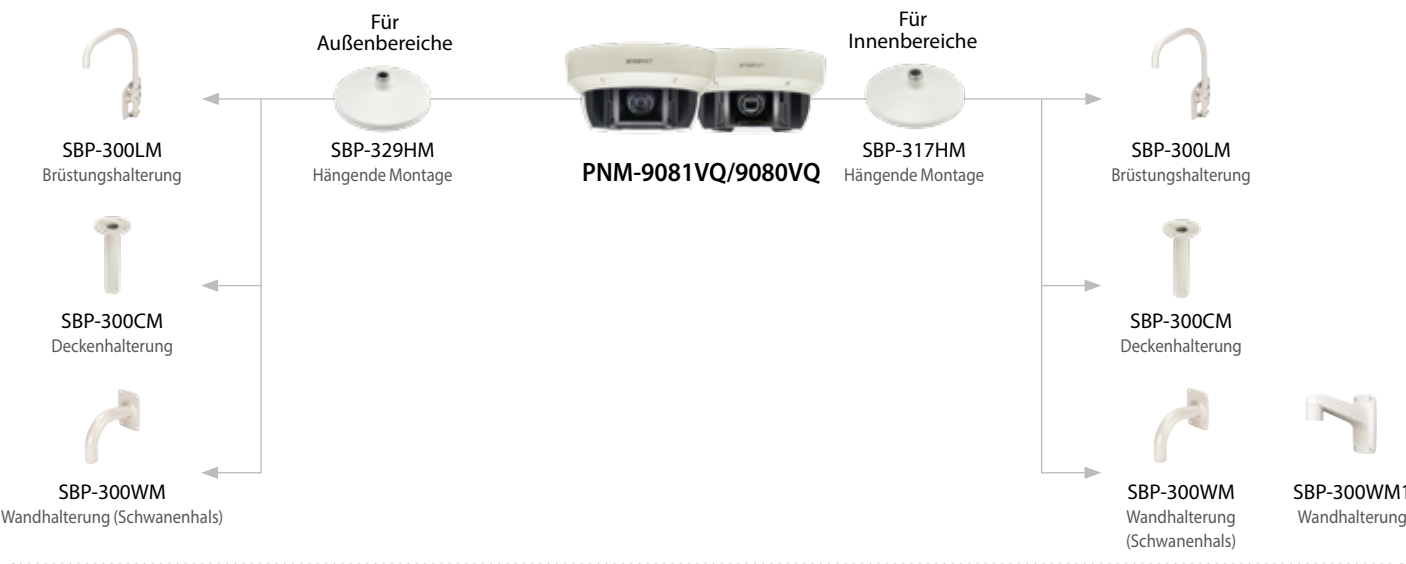 Für
Außenbereiche
Für
Innenbereiche
SBP-300LM
Brüstungshalterung
SBP-329HM
Hängende Montage
PNM-9081VQ/9080VQ
SBP-317HM
Hängende Montage
SBP-300LM
Brüstungshalterung
SBP-300CM
Deckenhalterung
SBP-300CM
Deckenhalterung
SBP-300WM
Wandhalterung (Schwanenhals)
SBP-300WM
Wandhalterung
(Schwanenhals)
SBP-300WM1
Wandhalterung